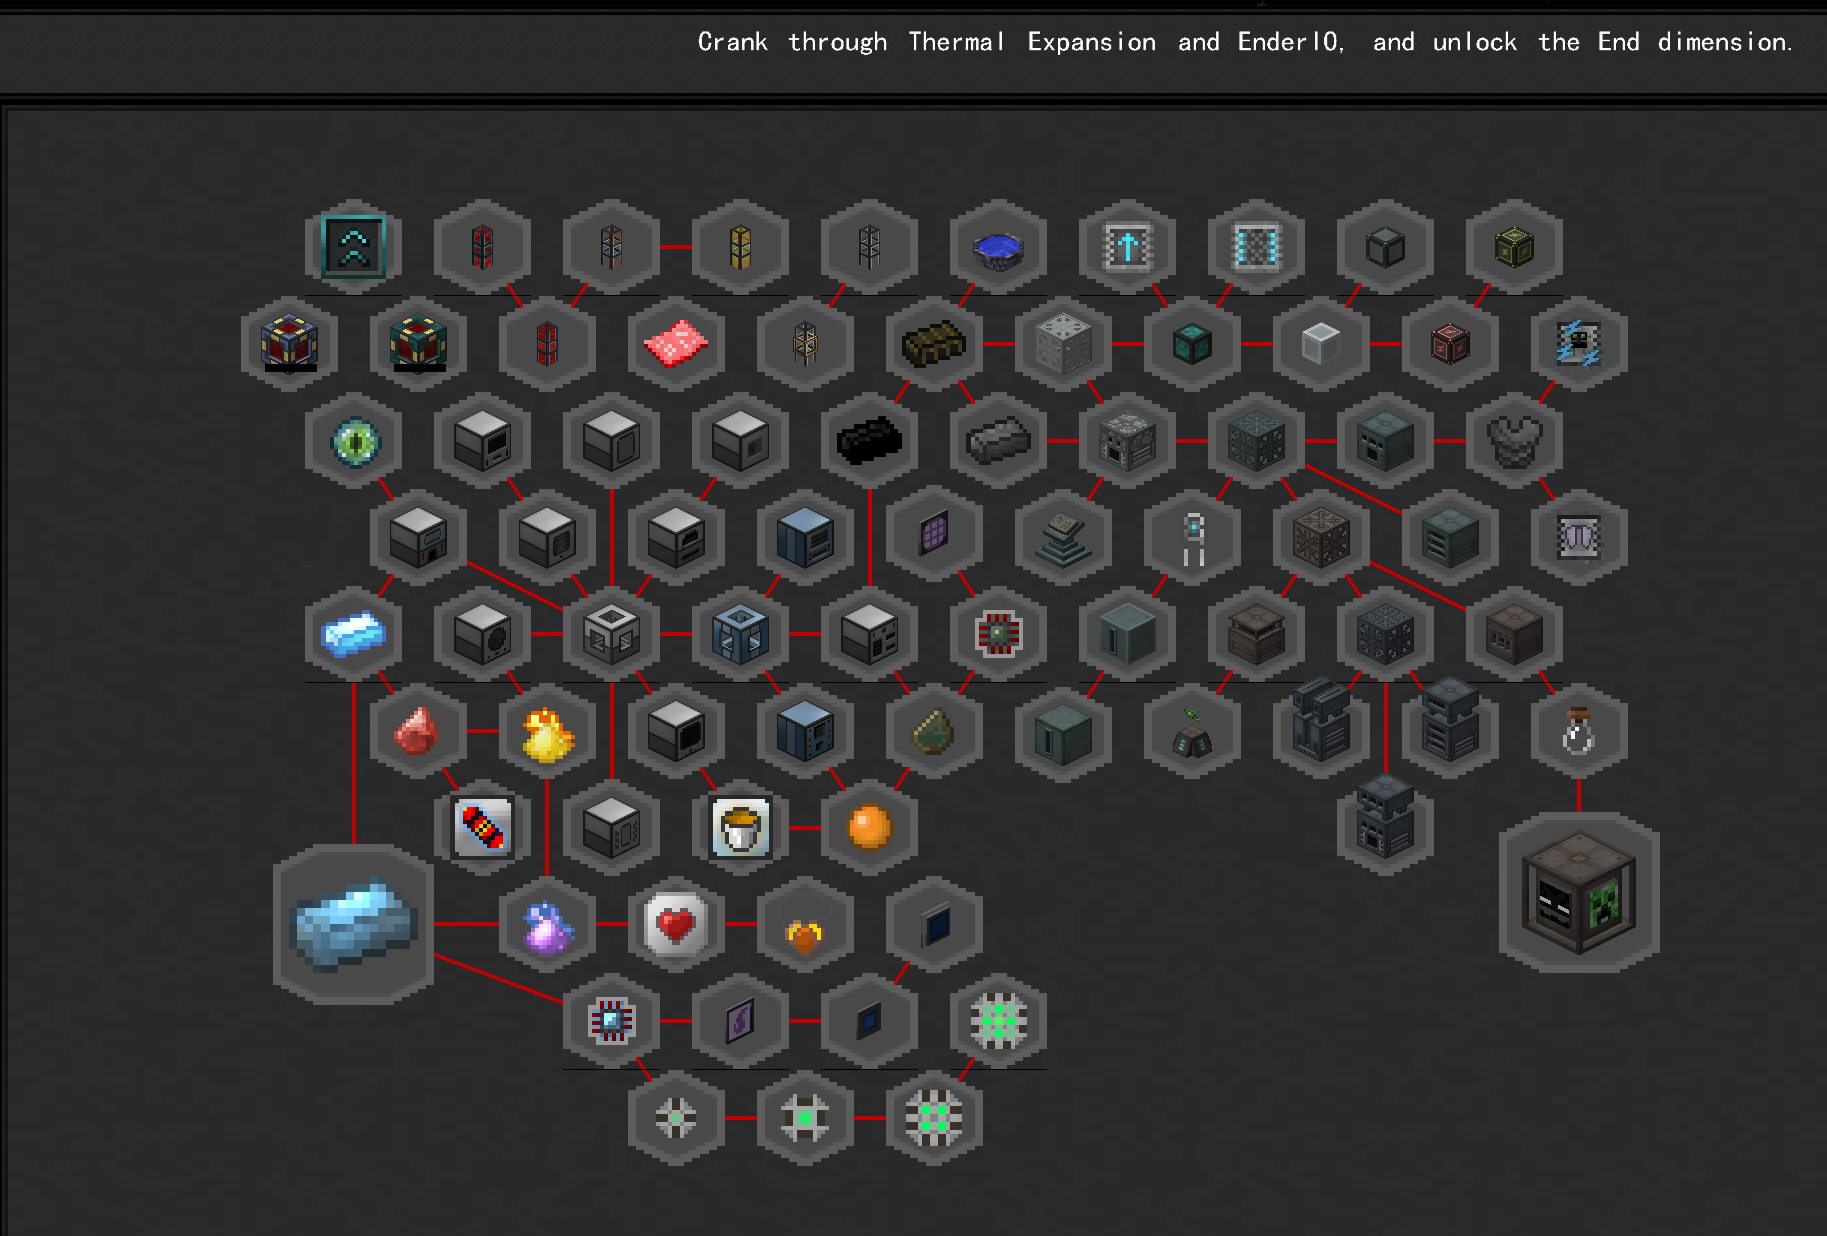 Crank through Thermal Expansion and EnderIO, and unlock the End dimension.